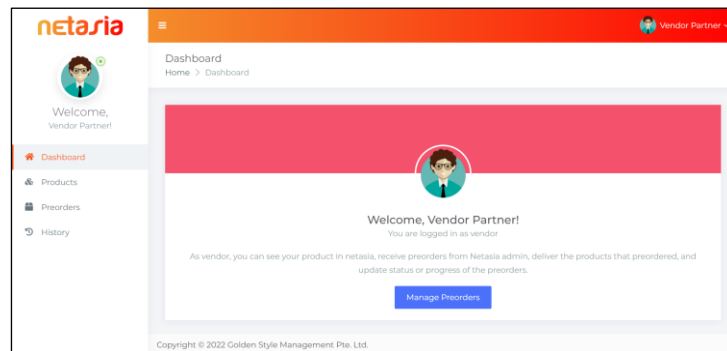 netasia
Vendor Partner
Welcome,
Vendor Partner!
Dashboard
Products
Preorders
History
Dashboard
Home > Dashboard
Welcome, Vendor Partner!
You are logged in as vendor
As vendor, you can see your product in netasia, receive preorders from Netasia admin, deliver the products that preordered, and
update status or progress of the preorders.
Manage Preorders
Copyright © 2022 Golden Style Management Pte. Ltd.